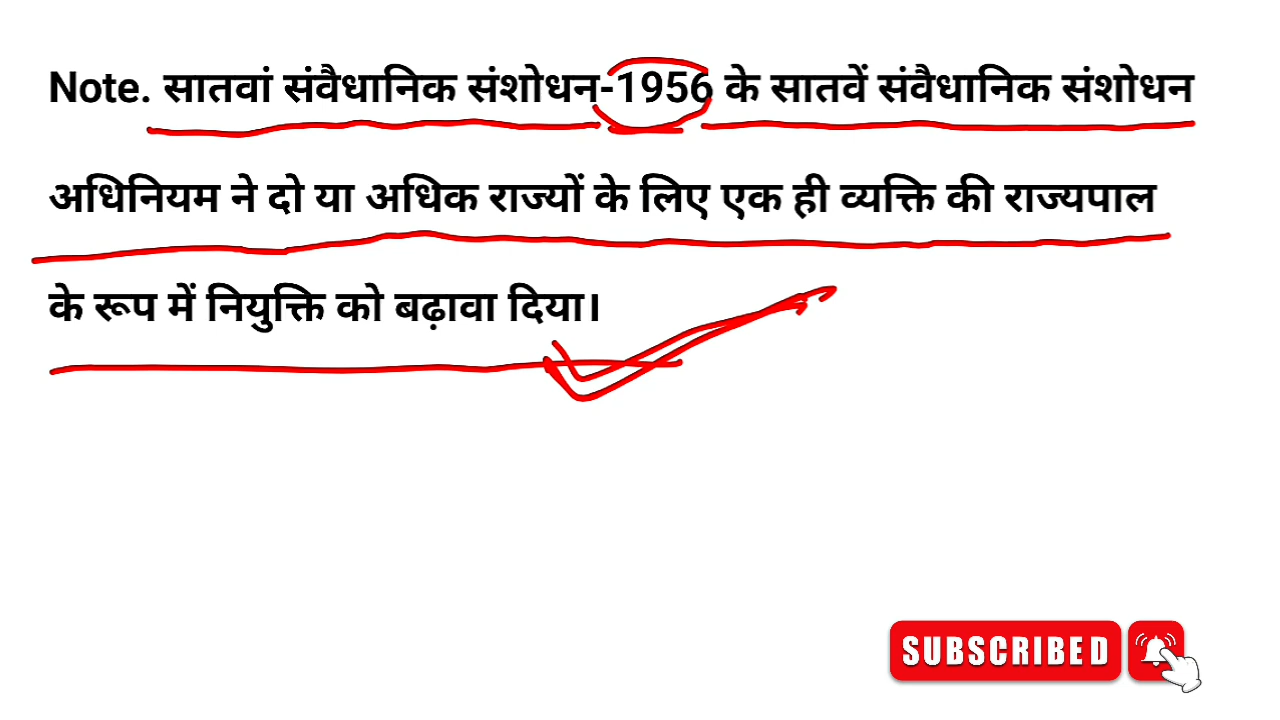 Note. सातवां संवैधानिक संशोधन-1956 के सातवें संवैधानिक संशोधन
अधिनियम ने दो या अधिक राज्यों के लिए एक ही व्यक्ति की राज्यपाल
के रूप में नियुक्ति को बढ़ावा दिया।
SUBSCRIBED